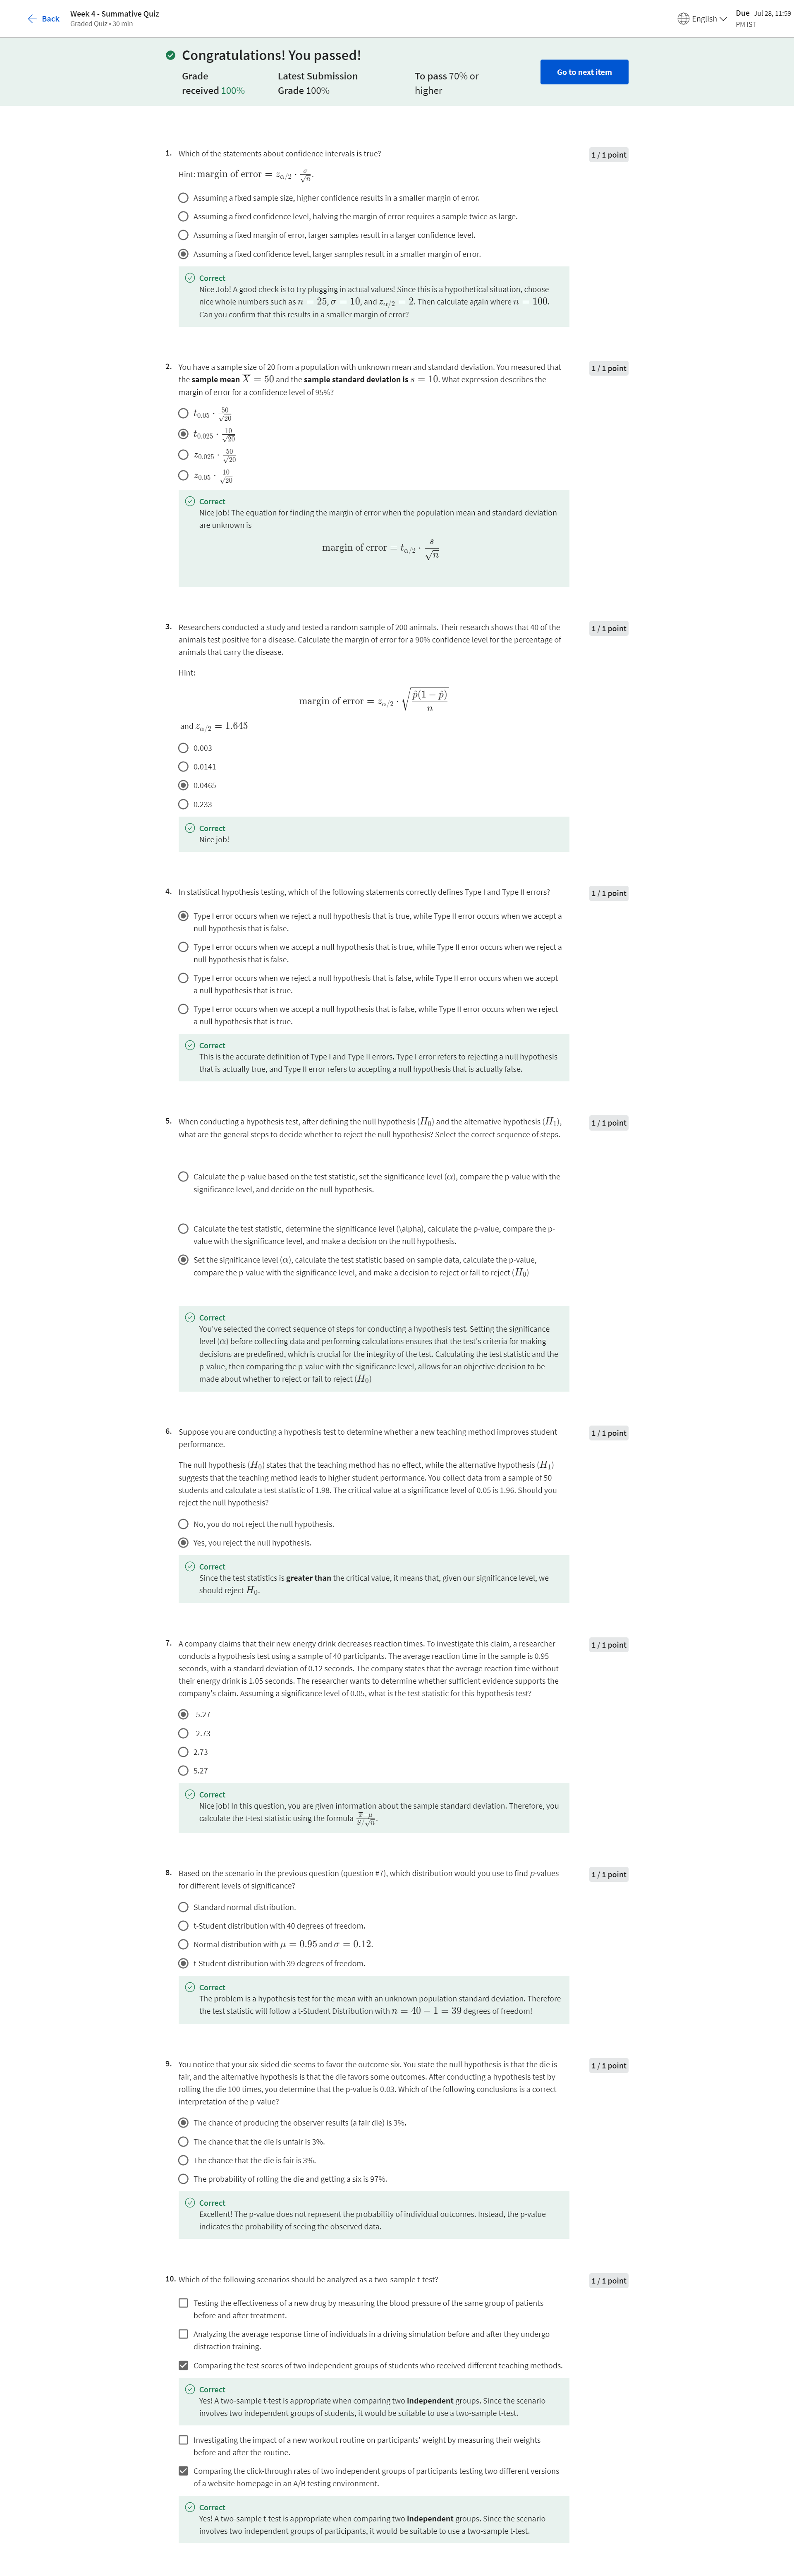 Back
Week 4 - Summative Quiz
Graded Quiz • 30 min
English
Due Jul 28, 11:59
PM IST
Congratulations! You passed!
Grade
received 100%
Latest Submission
Grade 100%
To pass 70% or
higher
Go to next item
1. Which of the statements about confidence intervals is true?
1 / 1 point
Hint: margin of error = z_{α/2} · σ/√n.
Assuming a fixed sample size, higher confidence results in a smaller margin of error.
Assuming a fixed confidence level, halving the margin of error requires a sample twice as large.
Assuming a fixed margin of error, larger samples result in a larger confidence level.
Assuming a fixed confidence level, larger samples result in a smaller margin of error.
Correct
Nice Job! A good check is to try plugging in actual values! Since this is a hypothetical situation, choose
nice whole numbers such as n = 25, σ = 10, and z_{α/2} = 2. Then calculate again where n = 100.
Can you confirm that this results in a smaller margin of error?
2. You have a sample size of 20 from a population with unknown mean and standard deviation. You measured that
the sample mean X̄ = 50 and the sample standard deviation is s = 10. What expression describes the
margin of error for a confidence level of 95%?
1 / 1 point
t_{0.05} · 50/√20
t_{0.025} · 10/√20
z_{0.025} · 50/√20
z_{0.05} · 10/√20
Correct
Nice job! The equation for finding the margin of error when the population mean and standard deviation
are unknown is
margin of error = t_{α/2} · s/√n
3. Researchers conducted a study and tested a random sample of 200 animals. Their research shows that 40 of the
animals test positive for a disease. Calculate the margin of error for a 90% confidence level for the percentage of
animals that carry the disease.
1 / 1 point
Hint:
margin of error = z_{α/2} · √(p̂(1 − p̂)/n)
and z_{α/2} = 1.645
0.003
0.0141
0.0465
0.233
Correct
Nice job!
4. In statistical hypothesis testing, which of the following statements correctly defines Type I and Type II errors?
1 / 1 point
Type I error occurs when we reject a null hypothesis that is true, while Type II error occurs when we accept a
null hypothesis that is false.
Type I error occurs when we accept a null hypothesis that is true, while Type II error occurs when we reject a
null hypothesis that is false.
Type I error occurs when we reject a null hypothesis that is false, while Type II error occurs when we accept
a null hypothesis that is true.
Type I error occurs when we accept a null hypothesis that is false, while Type II error occurs when we reject
a null hypothesis that is true.
Correct
This is the accurate definition of Type I and Type II errors. Type I error refers to rejecting a null hypothesis
that is actually true, and Type II error refers to accepting a null hypothesis that is actually false.
5. When conducting a hypothesis test, after defining the null hypothesis (H₀) and the alternative hypothesis (H₁),
what are the general steps to decide whether to reject the null hypothesis? Select the correct sequence of steps.
1 / 1 point
Calculate the p-value based on the test statistic, set the significance level (α), compare the p-value with the
significance level, and decide on the null hypothesis.
Calculate the test statistic, determine the significance level (\alpha), calculate the p-value, compare the p-
value with the significance level, and make a decision on the null hypothesis.
Set the significance level (α), calculate the test statistic based on sample data, calculate the p-value,
compare the p-value with the significance level, and make a decision to reject or fail to reject (H₀)
Correct
You've selected the correct sequence of steps for conducting a hypothesis test. Setting the significance
level (α) before collecting data and performing calculations ensures that the test's criteria for making
decisions are predefined, which is crucial for the integrity of the test. Calculating the test statistic and the
p-value, then comparing the p-value with the significance level, allows for an objective decision to be
made about whether to reject or fail to reject (H₀)
6. Suppose you are conducting a hypothesis test to determine whether a new teaching method improves student
performance.
1 / 1 point
The null hypothesis (H₀) states that the teaching method has no effect, while the alternative hypothesis (H₁)
suggests that the teaching method leads to higher student performance. You collect data from a sample of 50
students and calculate a test statistic of 1.98. The critical value at a significance level of 0.05 is 1.96. Should you
reject the null hypothesis?
No, you do not reject the null hypothesis.
Yes, you reject the null hypothesis.
Correct
Since the test statistics is greater than the critical value, it means that, given our significance level, we
should reject H₀.
7. A company claims that their new energy drink decreases reaction times. To investigate this claim, a researcher
conducts a hypothesis test using a sample of 40 participants. The average reaction time in the sample is 0.95
seconds, with a standard deviation of 0.12 seconds. The company states that the average reaction time without
their energy drink is 1.05 seconds. The researcher wants to determine whether sufficient evidence supports the
company's claim. Assuming a significance level of 0.05, what is the test statistic for this hypothesis test?
1 / 1 point
-5.27
-2.73
2.73
5.27
Correct
Nice job! In this question, you are given information about the sample standard deviation. Therefore, you
calculate the t-test statistic using the formula (x̄−μ)/(S/√n).
8. Based on the scenario in the previous question (question #7), which distribution would you use to find p-values
for different levels of significance?
1 / 1 point
Standard normal distribution.
t-Student distribution with 40 degrees of freedom.
Normal distribution with μ = 0.95 and σ = 0.12.
t-Student distribution with 39 degrees of freedom.
Correct
The problem is a hypothesis test for the mean with an unknown population standard deviation. Therefore
the test statistic will follow a t-Student Distribution with n = 40 − 1 = 39 degrees of freedom!
9. You notice that your six-sided die seems to favor the outcome six. You state the null hypothesis is that the die is
fair, and the alternative hypothesis is that the die favors some outcomes. After conducting a hypothesis test by
rolling the die 100 times, you determine that the p-value is 0.03. Which of the following conclusions is a correct
interpretation of the p-value?
1 / 1 point
The chance of producing the observer results (a fair die) is 3%.
The chance that the die is unfair is 3%.
The chance that the die is fair is 3%.
The probability of rolling the die and getting a six is 97%.
Correct
Excellent! The p-value does not represent the probability of individual outcomes. Instead, the p-value
indicates the probability of seeing the observed data.
10. Which of the following scenarios should be analyzed as a two-sample t-test?
1 / 1 point
Testing the effectiveness of a new drug by measuring the blood pressure of the same group of patients
before and after treatment.
Analyzing the average response time of individuals in a driving simulation before and after they undergo
distraction training.
Comparing the test scores of two independent groups of students who received different teaching methods.
Correct
Yes! A two-sample t-test is appropriate when comparing two independent groups. Since the scenario
involves two independent groups of students, it would be suitable to use a two-sample t-test.
Investigating the impact of a new workout routine on participants' weight by measuring their weights
before and after the routine.
Comparing the click-through rates of two independent groups of participants testing two different versions
of a website homepage in an A/B testing environment.
Correct
Yes! A two-sample t-test is appropriate when comparing two independent groups. Since the scenario
involves two independent groups of participants, it would be suitable to use a two-sample t-test.